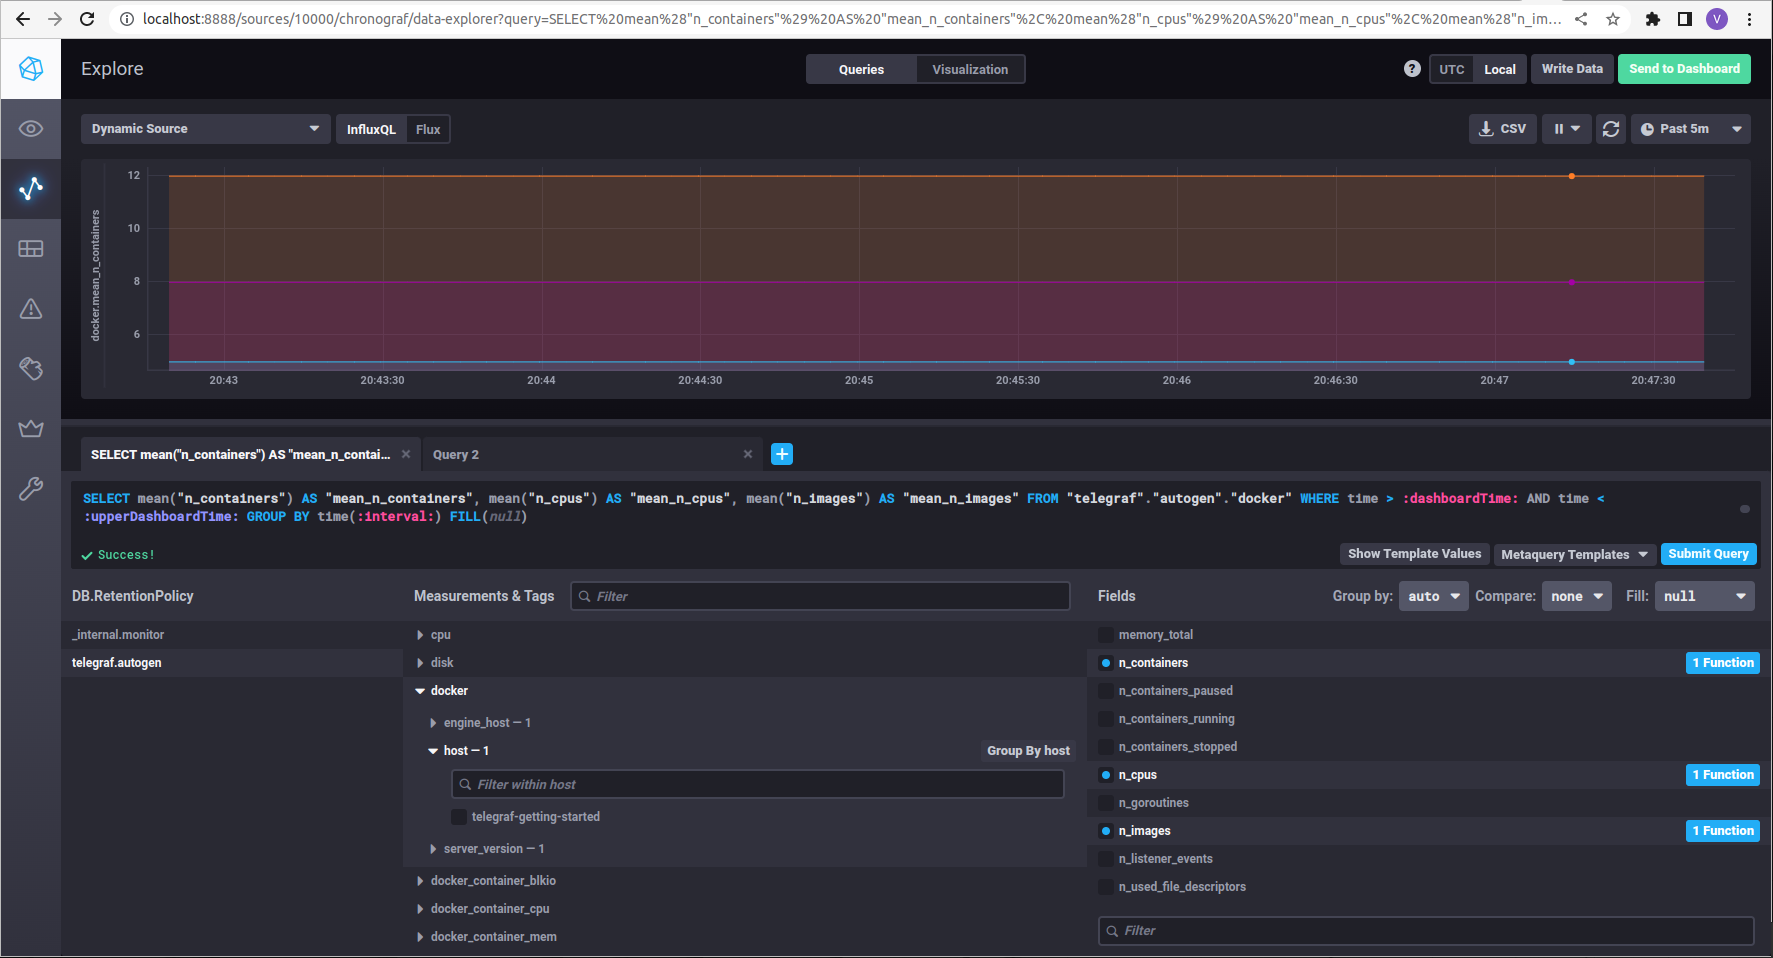 localhost:8888/sources/10000/chronograf/data-explorer?query=SELECT%20mean%28"n_containers"%29%20AS%20"mean_n_containers"%2C%20mean%28"n_cpus"%29%20AS%20"mean_n_cpus"%2C%20mean%28"n_im...
V
Explore
Queries Visualization
? UTC Local Write Data Send to Dashboard
Dynamic Source InfluxQL Flux
CSV Past 5m
docker.mean_n_containers
12
10
8
6
20:43 20:43:30 20:44 20:44:30 20:45 20:45:30 20:46 20:46:30 20:47 20:47:30
SELECT mean("n_containers") AS "mean_n_contai... × Query 2 × +
SELECT mean("n_containers") AS "mean_n_containers", mean("n_cpus") AS "mean_n_cpus", mean("n_images") AS "mean_n_images" FROM "telegraf"."autogen"."docker" WHERE time > :dashboardTime: AND time <
:upperDashboardTime: GROUP BY time(:interval:) FILL(null)
Success!
Show Template Values Metaquery Templates Submit Query
DB.RetentionPolicy
_internal.monitor
telegraf.autogen
Measurements & Tags Filter
cpu
disk
docker
engine_host – 1
host – 1 Group By host
Filter within host
telegraf-getting-started
server_version – 1
docker_container_blkio
docker_container_cpu
docker_container_mem
Fields Group by: auto Compare: none Fill: null
memory_total
n_containers 1 Function
n_containers_paused
n_containers_running
n_containers_stopped
n_cpus 1 Function
n_goroutines
n_images 1 Function
n_listener_events
n_used_file_descriptors
Filter